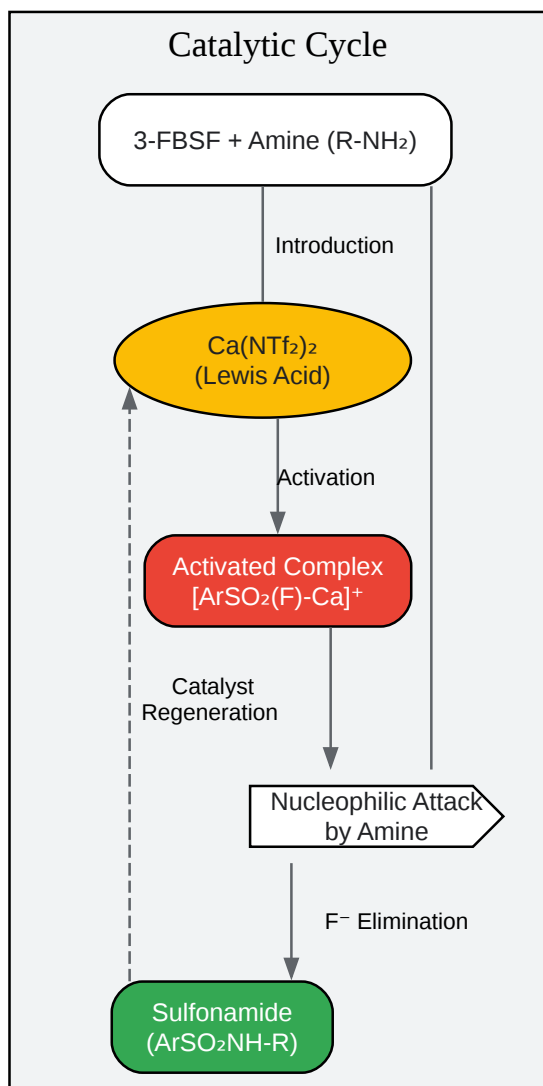 Catalytic Cycle
3-FBSF + Amine (R-NH₂)
Introduction
Ca(NTf₂)₂
(Lewis Acid)
Activation
Activated Complex
[ArSO₂(F)-Ca]⁺
Catalyst
Regeneration
Nucleophilic Attack
by Amine
F⁻ Elimination
Sulfonamide
(ArSO₂NH-R)